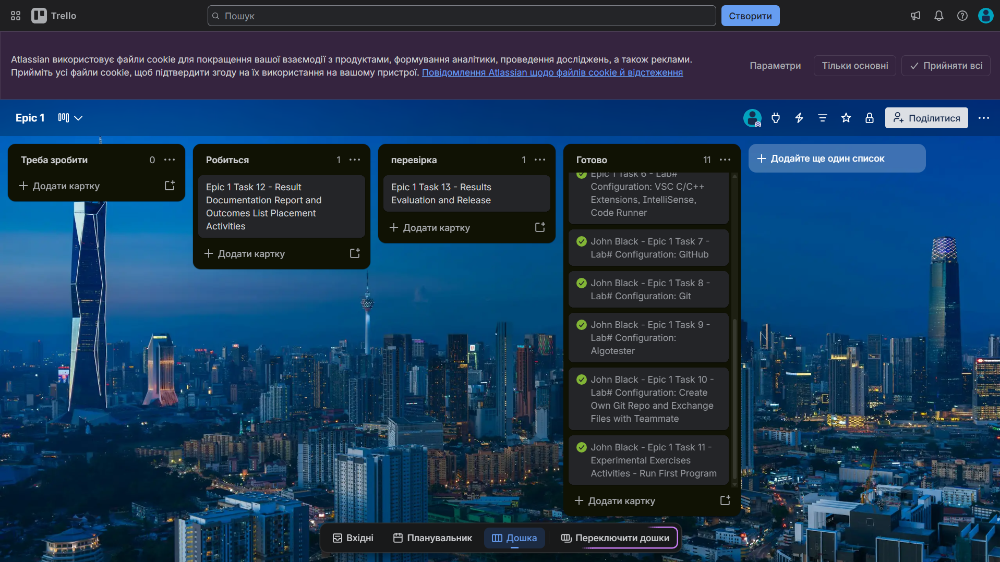 Trello
Пошук
Створити
Atlassian використовує файли cookie для покращення вашої взаємодії з продуктами, формування аналітики, проведення досліджень, а також реклами.
Прийміть усі файли cookie, щоб підтвердити згоду на їх використання на вашому пристрої. Повідомлення Atlassian щодо файлів cookie й відстеження
Параметри
Тільки основні
Прийняти всі
Epic 1
Поділитися
Треба зробити 0
Додати картку
Робиться 1
Epic 1 Task 12 - Result
Documentation Report and
Outcomes List Placement
Activities
Додати картку
перевірка 1
Epic 1 Task 13 - Results
Evaluation and Release
Додати картку
Готово 11
Epic 1 Task 6 - Lab#
Configuration: VSC C/C++
Extensions, IntelliSense,
Code Runner
John Black - Epic 1 Task 7 -
Lab# Configuration: GitHub
John Black - Epic 1 Task 8 -
Lab# Configuration: Git
John Black - Epic 1 Task 9 -
Lab# Configuration:
Algotester
John Black - Epic 1 Task 10 -
Lab# Configuration: Create
Own Git Repo and Exchange
Files with Teammate
John Black - Epic 1 Task 11 -
Experimental Exercises
Activities - Run First Program
Додати картку
Додайте ще один список
Вхідні
Планувальник
Дошка
Переключити дошки